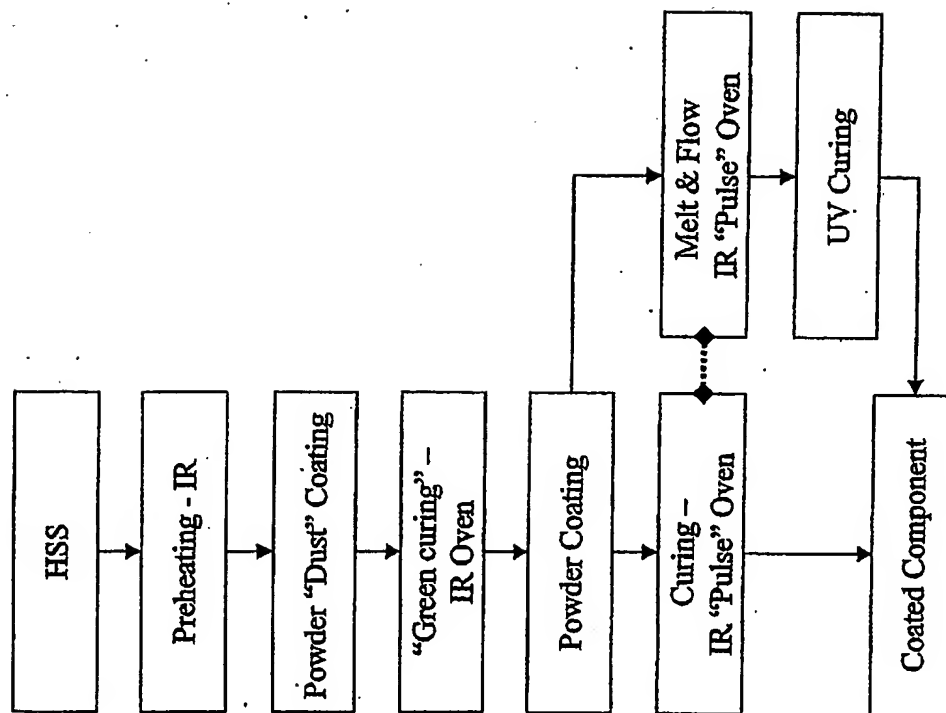 HSS
Preheating - IR
Powder “Dust” Coating
“Green curing” –
IR Oven
Powder Coating
Curing –
IR “Pulse” Oven
Melt & Flow
IR “Pulse” Oven
UV Curing
Coated Component